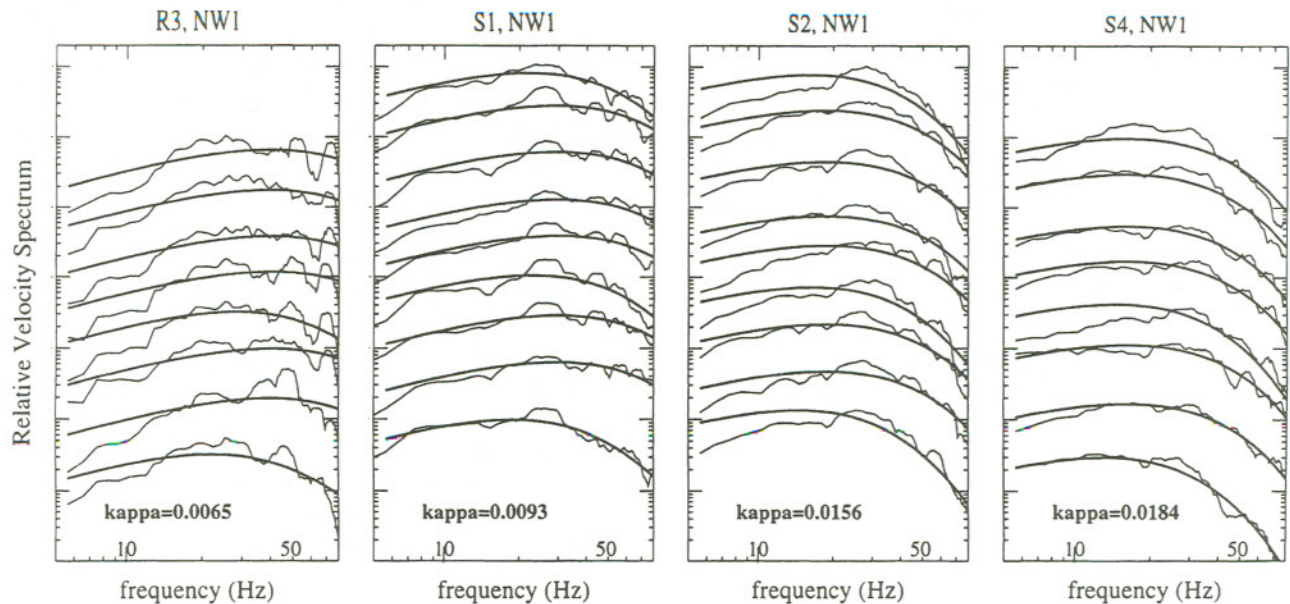 R3, NW1
S1, NW1
S2, NW1
S4, NW1
Relative Velocity Spectrum
kappa=0.0065
kappa=0.0093
kappa=0.0156
kappa=0.0184
10 50
10 50
10 50
10 50
frequency (Hz)
frequency (Hz)
frequency (Hz)
frequency (Hz)